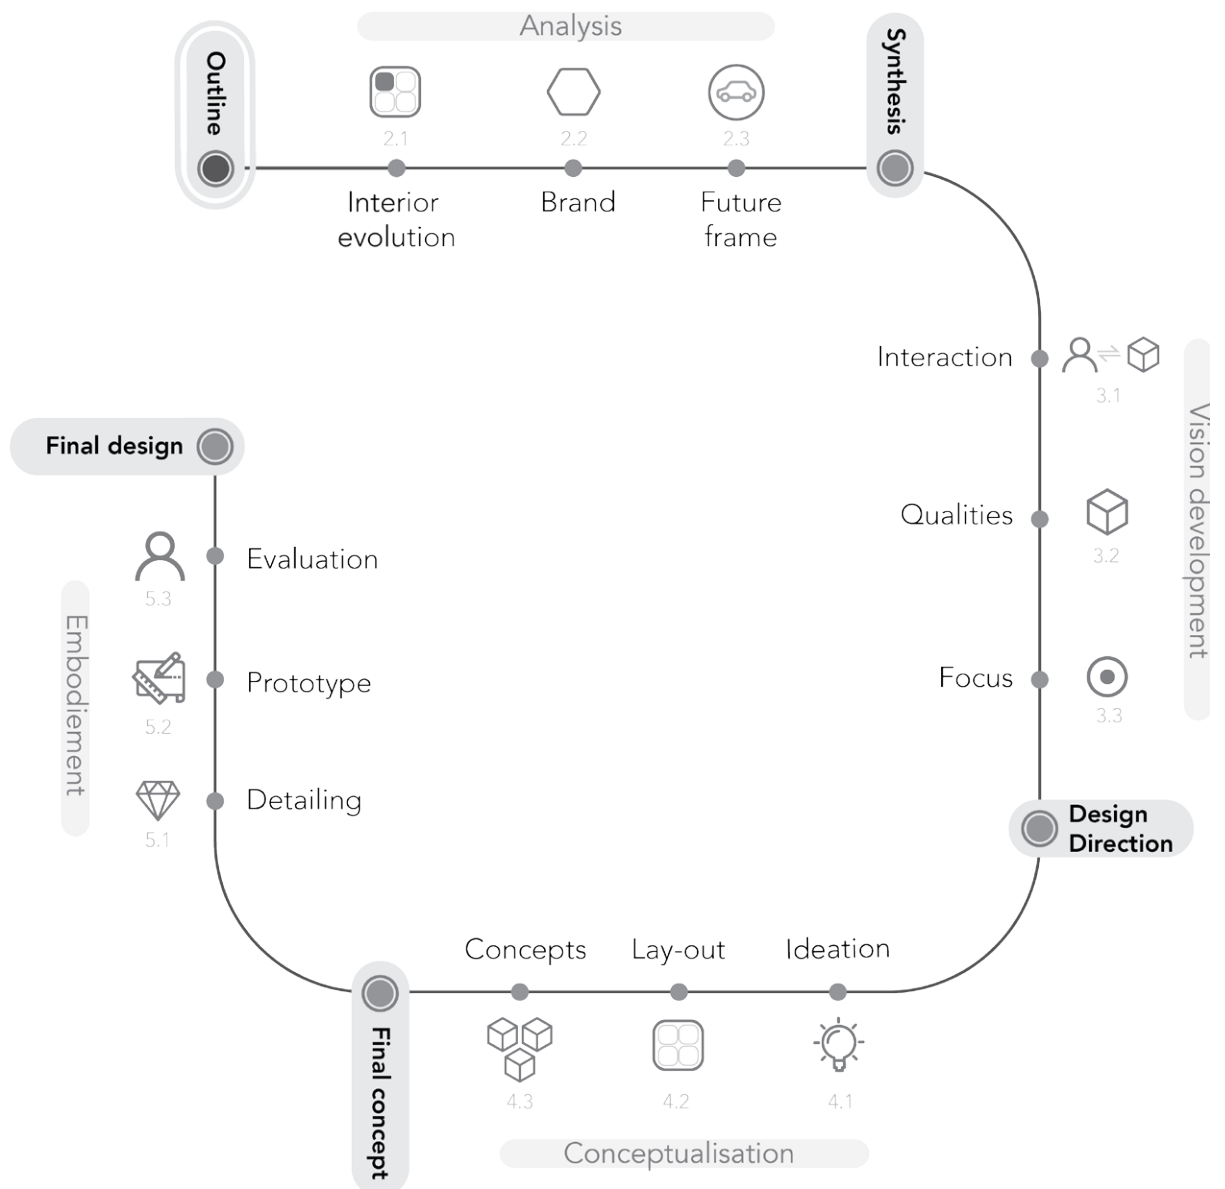 Analysis
Outline
Synthesis
2.1
2.2
2.3
Interior
evolution
Brand
Future
frame
Interaction
3.1
Qualities
3.2
Focus
3.3
Vision development
Design
Direction
Ideation
4.1
Lay-out
4.2
Concepts
4.3
Conceptualisation
Final concept
Detailing
5.1
Prototype
5.2
Evaluation
5.3
Embodiement
Final design